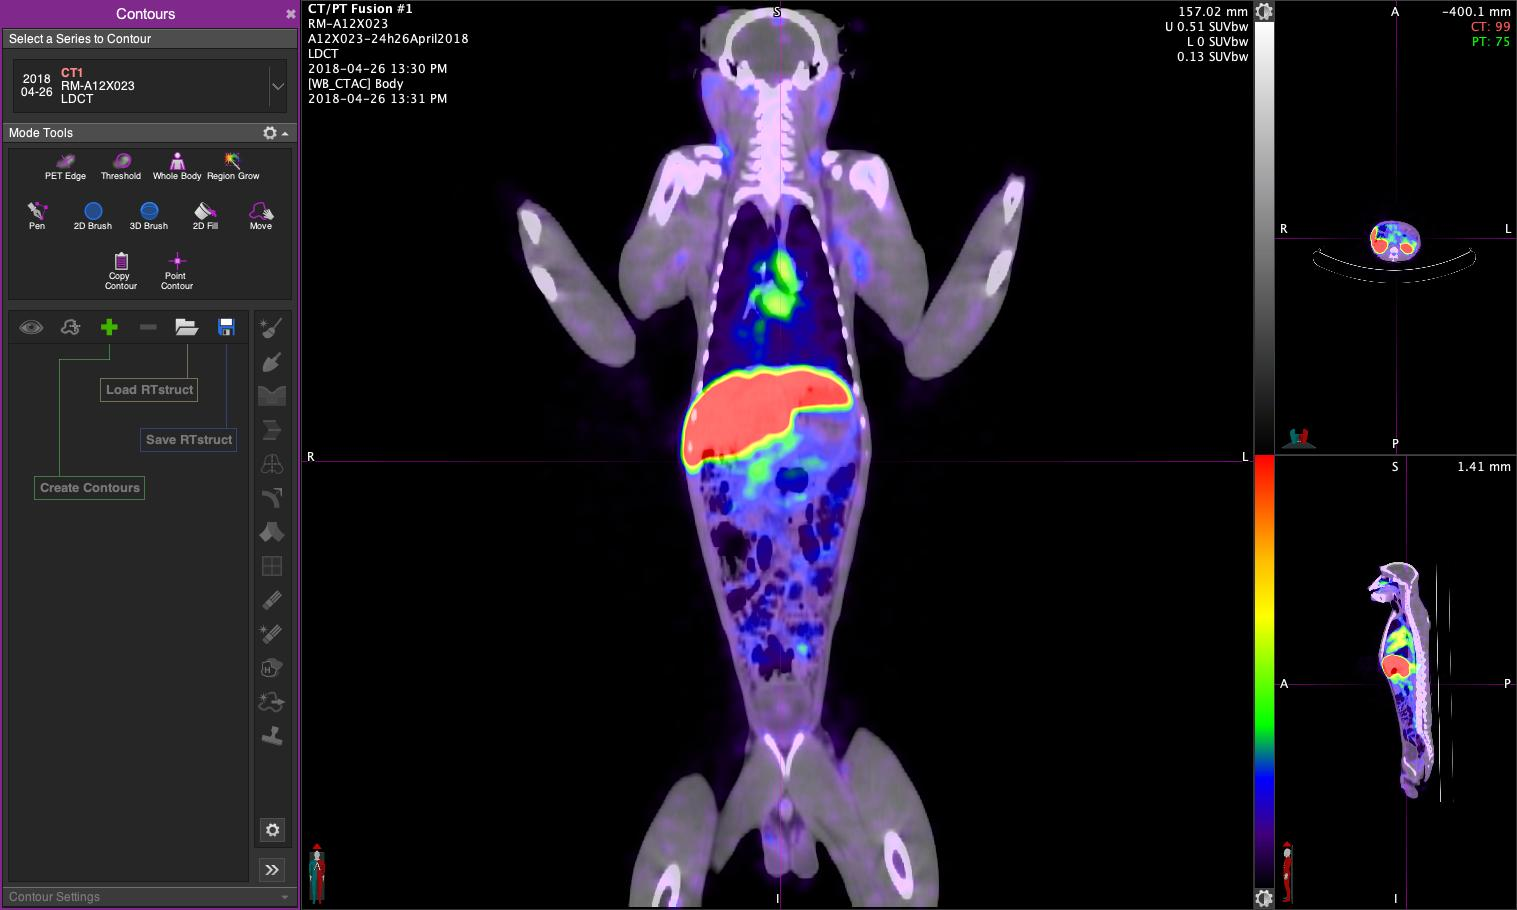 Contours
Select a Series to Contour
2018
04-26
CT1
RM-A12X023
LDCT
Mode Tools
PET Edge
Threshold
Whole Body
Region Grow
Pen
2D Brush
3D Brush
2D Fill
Move
Copy
Contour
Point
Contour
Load RTstruct
Save RTstruct
Create Contours
H
Contour Settings
CT/PT Fusion #1
RM-A12X023
A12X023-24h26April2018
LDCT
2018-04-26 13:30 PM
[WB_CTAC] Body
2018-04-26 13:31 PM
S
157.02 mm
U 0.51 SUVbw
L 0 SUVbw
0.13 SUVbw
R
L
A
I
A
-400.1 mm
CT: 99
PT: 75
R
L
P
S
1.41 mm
A
P
I